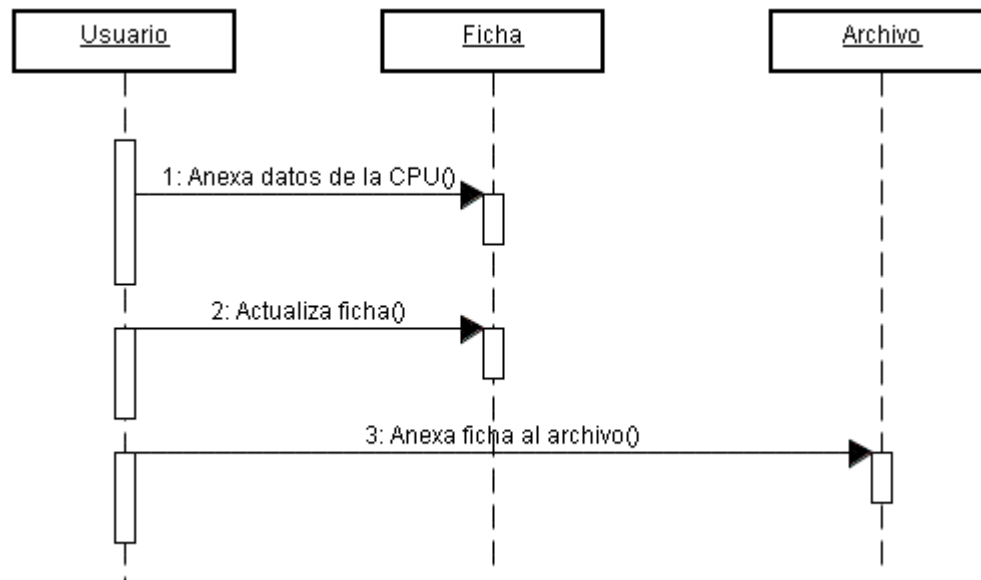 Usuario
Ficha
Archivo
1: Anexa datos de la CPU()
2: Actualiza ficha()
3: Anexa ficha al archivo()